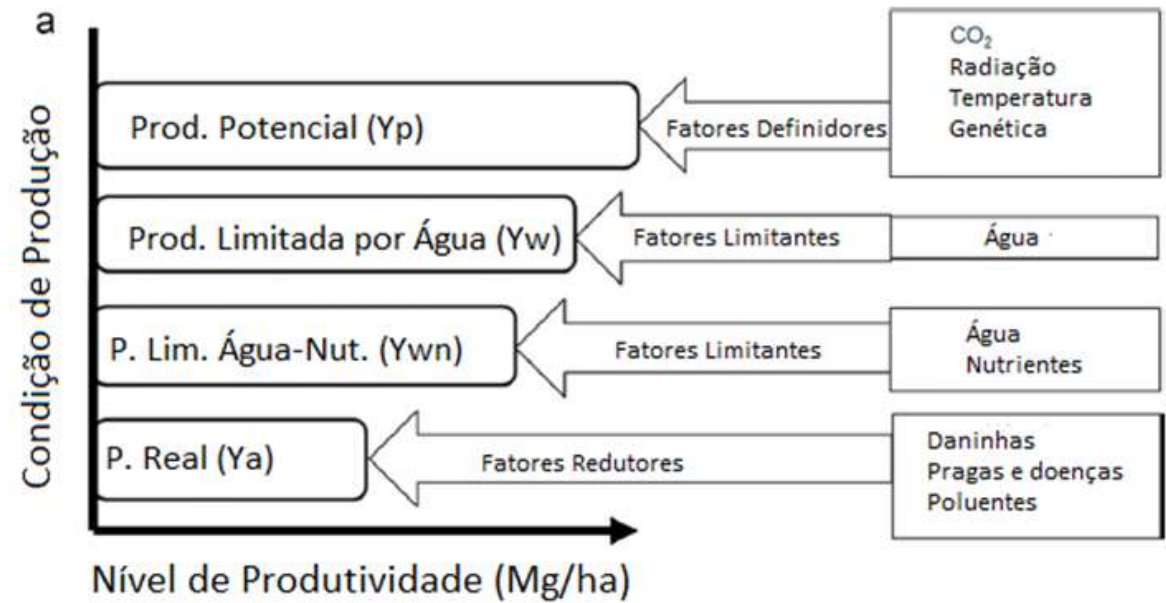 a
Condição de Produção
Prod. Potencial (Yp)
Fatores Definidores
CO₂
Radiação
Temperatura
Genética
Prod. Limitada por Água (Yw)
Fatores Limitantes
Água
P. Lim. Água-Nut. (Ywn)
Fatores Limitantes
Água
Nutrientes
P. Real (Ya)
Fatores Redutores
Daninhas
Pragas e doenças
Poluentes
Nível de Produtividade (Mg/ha)